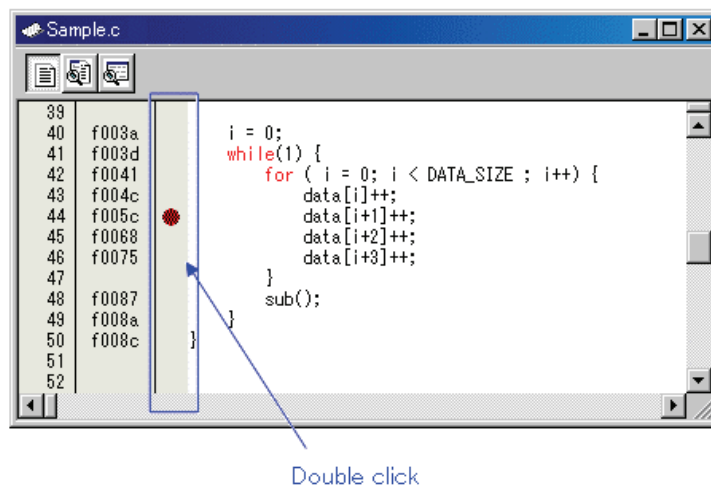 Sample.c
39
40 f003a i = 0;
41 f003d while(1) {
42 f0041 for ( i = 0; i < DATA_SIZE ; i++) {
43 f004c data[i]++;
44 f005c data[i+1]++;
45 f0068 data[i+2]++;
46 f0075 data[i+3]++;
47 }
48 f0087 sub();
49 f008a }
50 f008c }
51
52
Double click